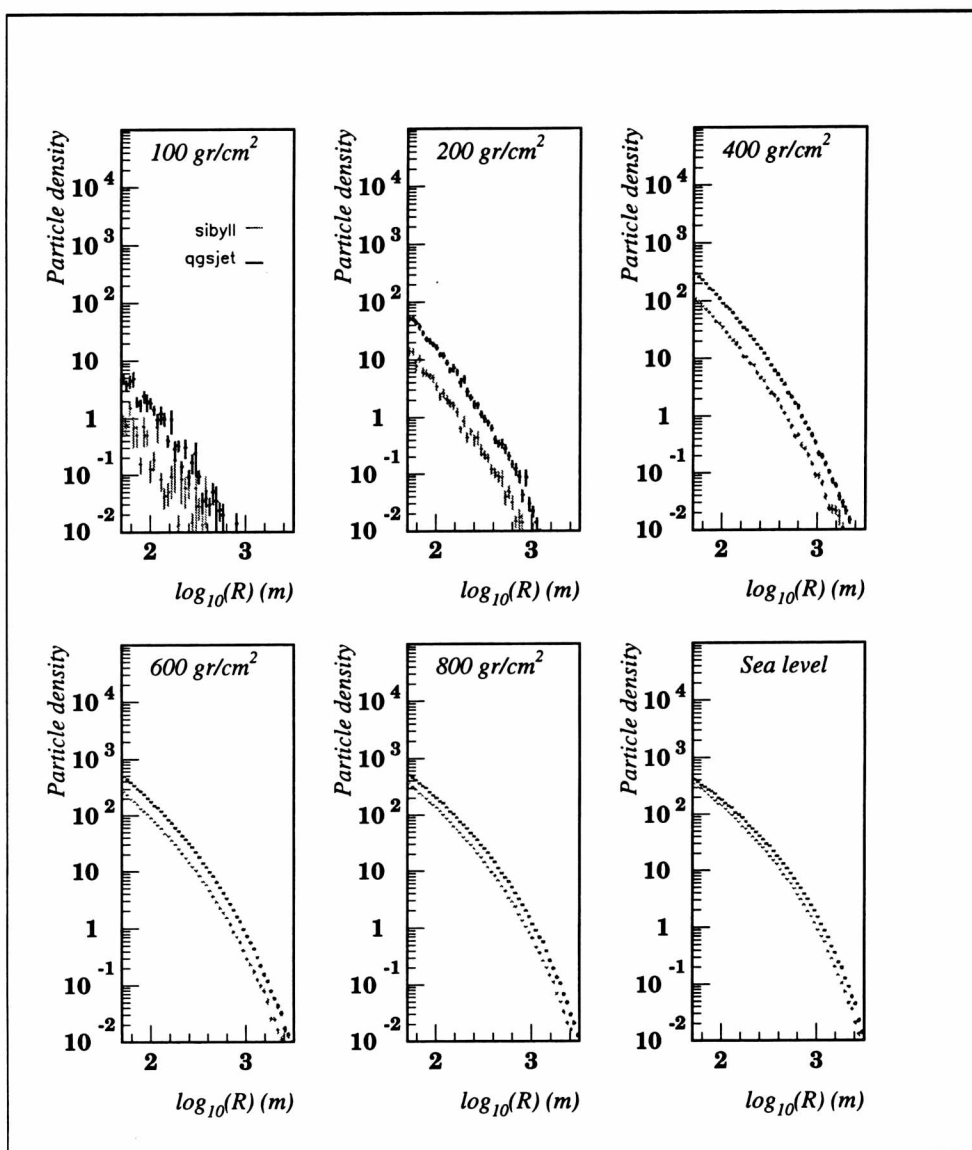 100 gr/cm²
Particle density
10⁴
10³
10²
10
1
10⁻¹
10⁻²
sibyll
qgsjet
2
3
log₁₀(R) (m)
200 gr/cm²
Particle density
10⁴
10³
10²
10
1
10⁻¹
10⁻²
2
3
log₁₀(R) (m)
400 gr/cm²
Particle density
10⁴
10³
10²
10
1
10⁻¹
10⁻²
2
3
log₁₀(R) (m)
600 gr/cm²
Particle density
10⁴
10³
10²
10
1
10⁻¹
10⁻²
2
3
log₁₀(R) (m)
800 gr/cm²
Particle density
10⁴
10³
10²
10
1
10⁻¹
10⁻²
2
3
log₁₀(R) (m)
Sea level
Particle density
10⁴
10³
10²
10
1
10⁻¹
10⁻²
2
3
log₁₀(R) (m)